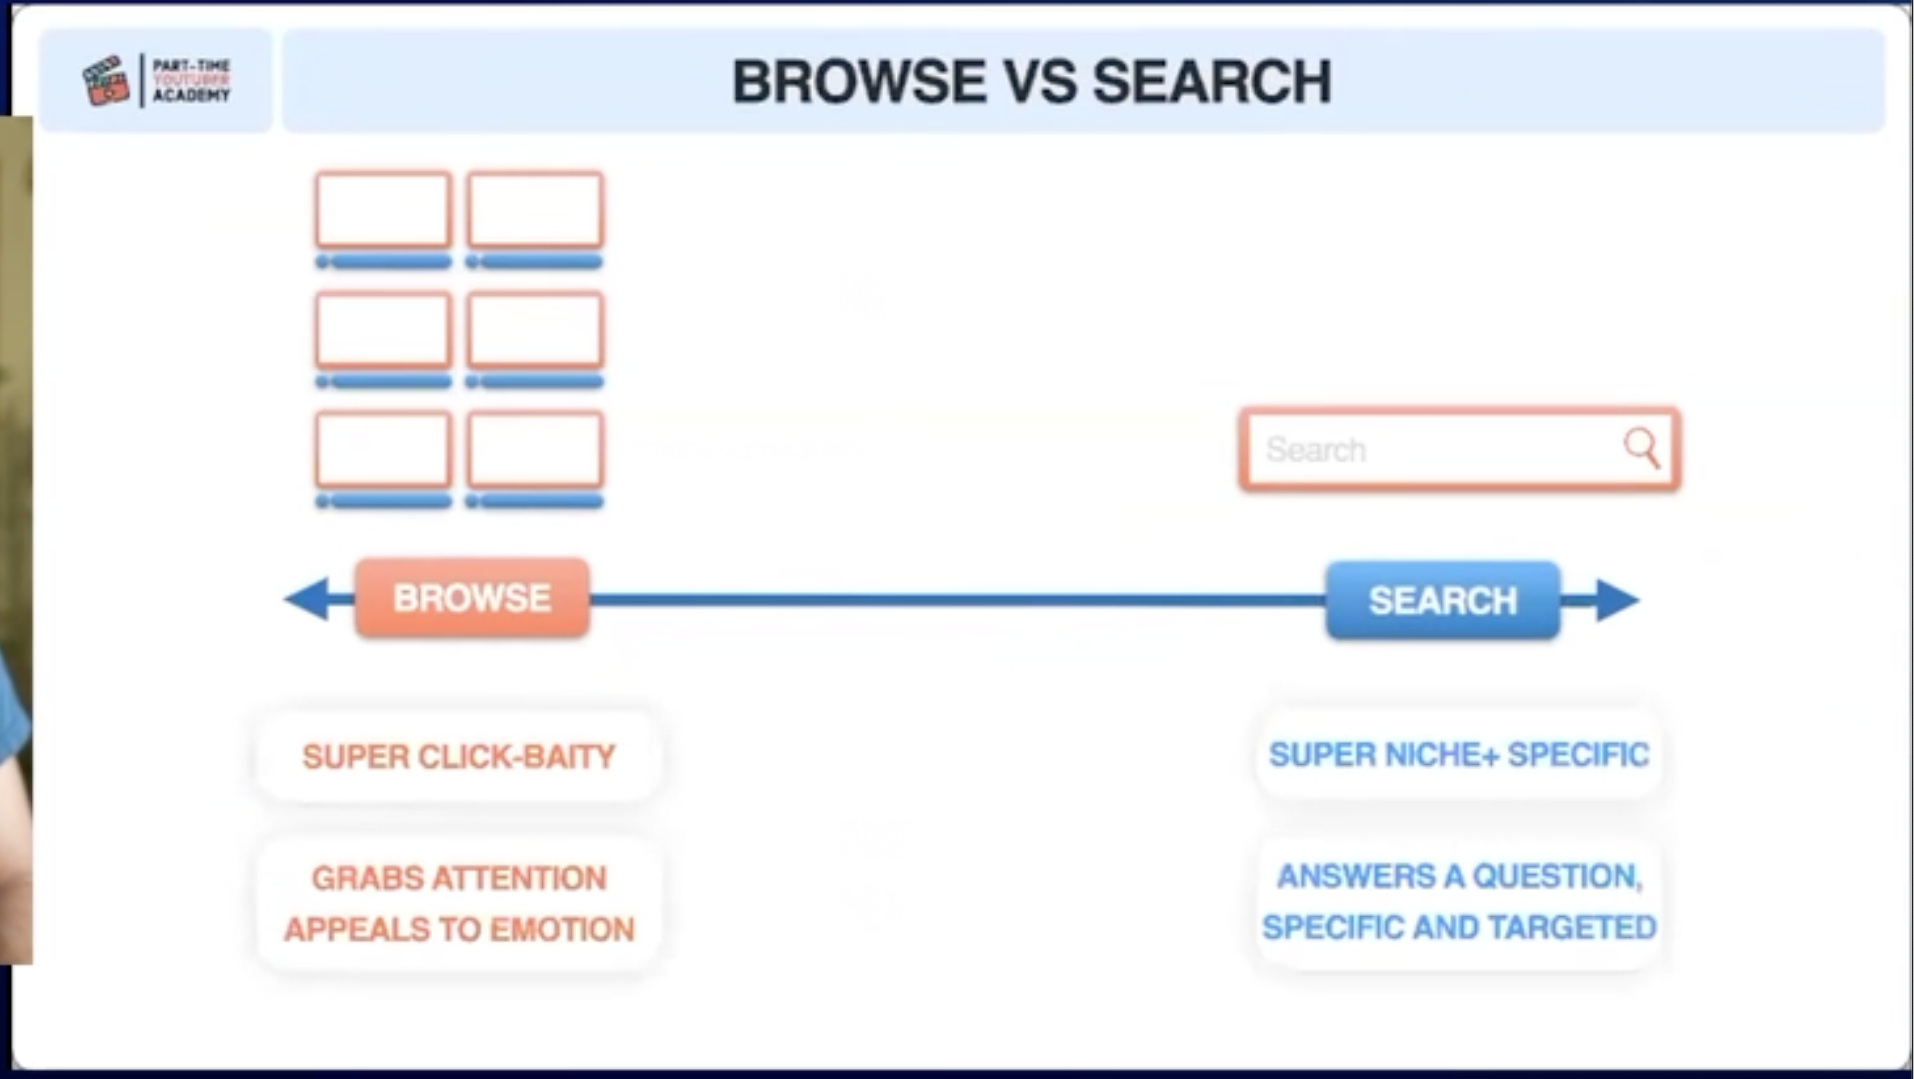 PART-TIME
YOUTUBER
ACADEMY
BROWSE VS SEARCH
Search
BROWSE
SEARCH
SUPER CLICK-BAITY
SUPER NICHE+ SPECIFIC
GRABS ATTENTION
APPEALS TO EMOTION
ANSWERS A QUESTION,
SPECIFIC AND TARGETED